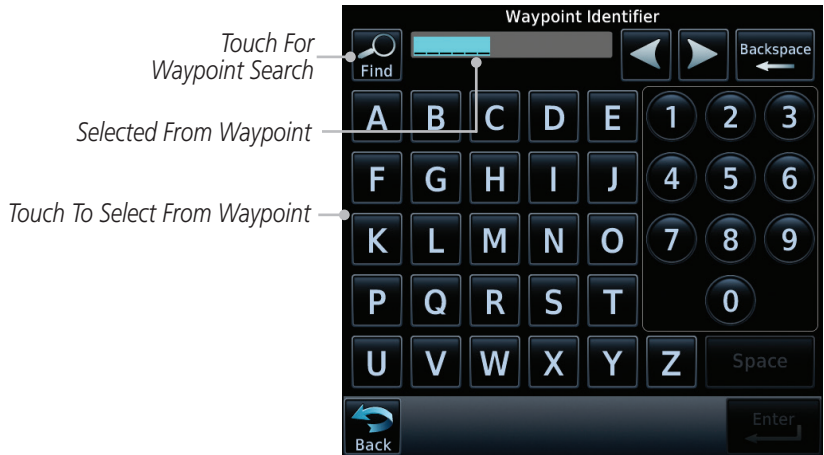 Waypoint Identifier
Touch For
Waypoint Search
Find
Backspace
Selected From Waypoint
A B C D E 1 2 3
F G H I J 4 5 6
Touch To Select From Waypoint
K L M N O 7 8 9
P Q R S T 0
U V W X Y Z Space
Back
Enter